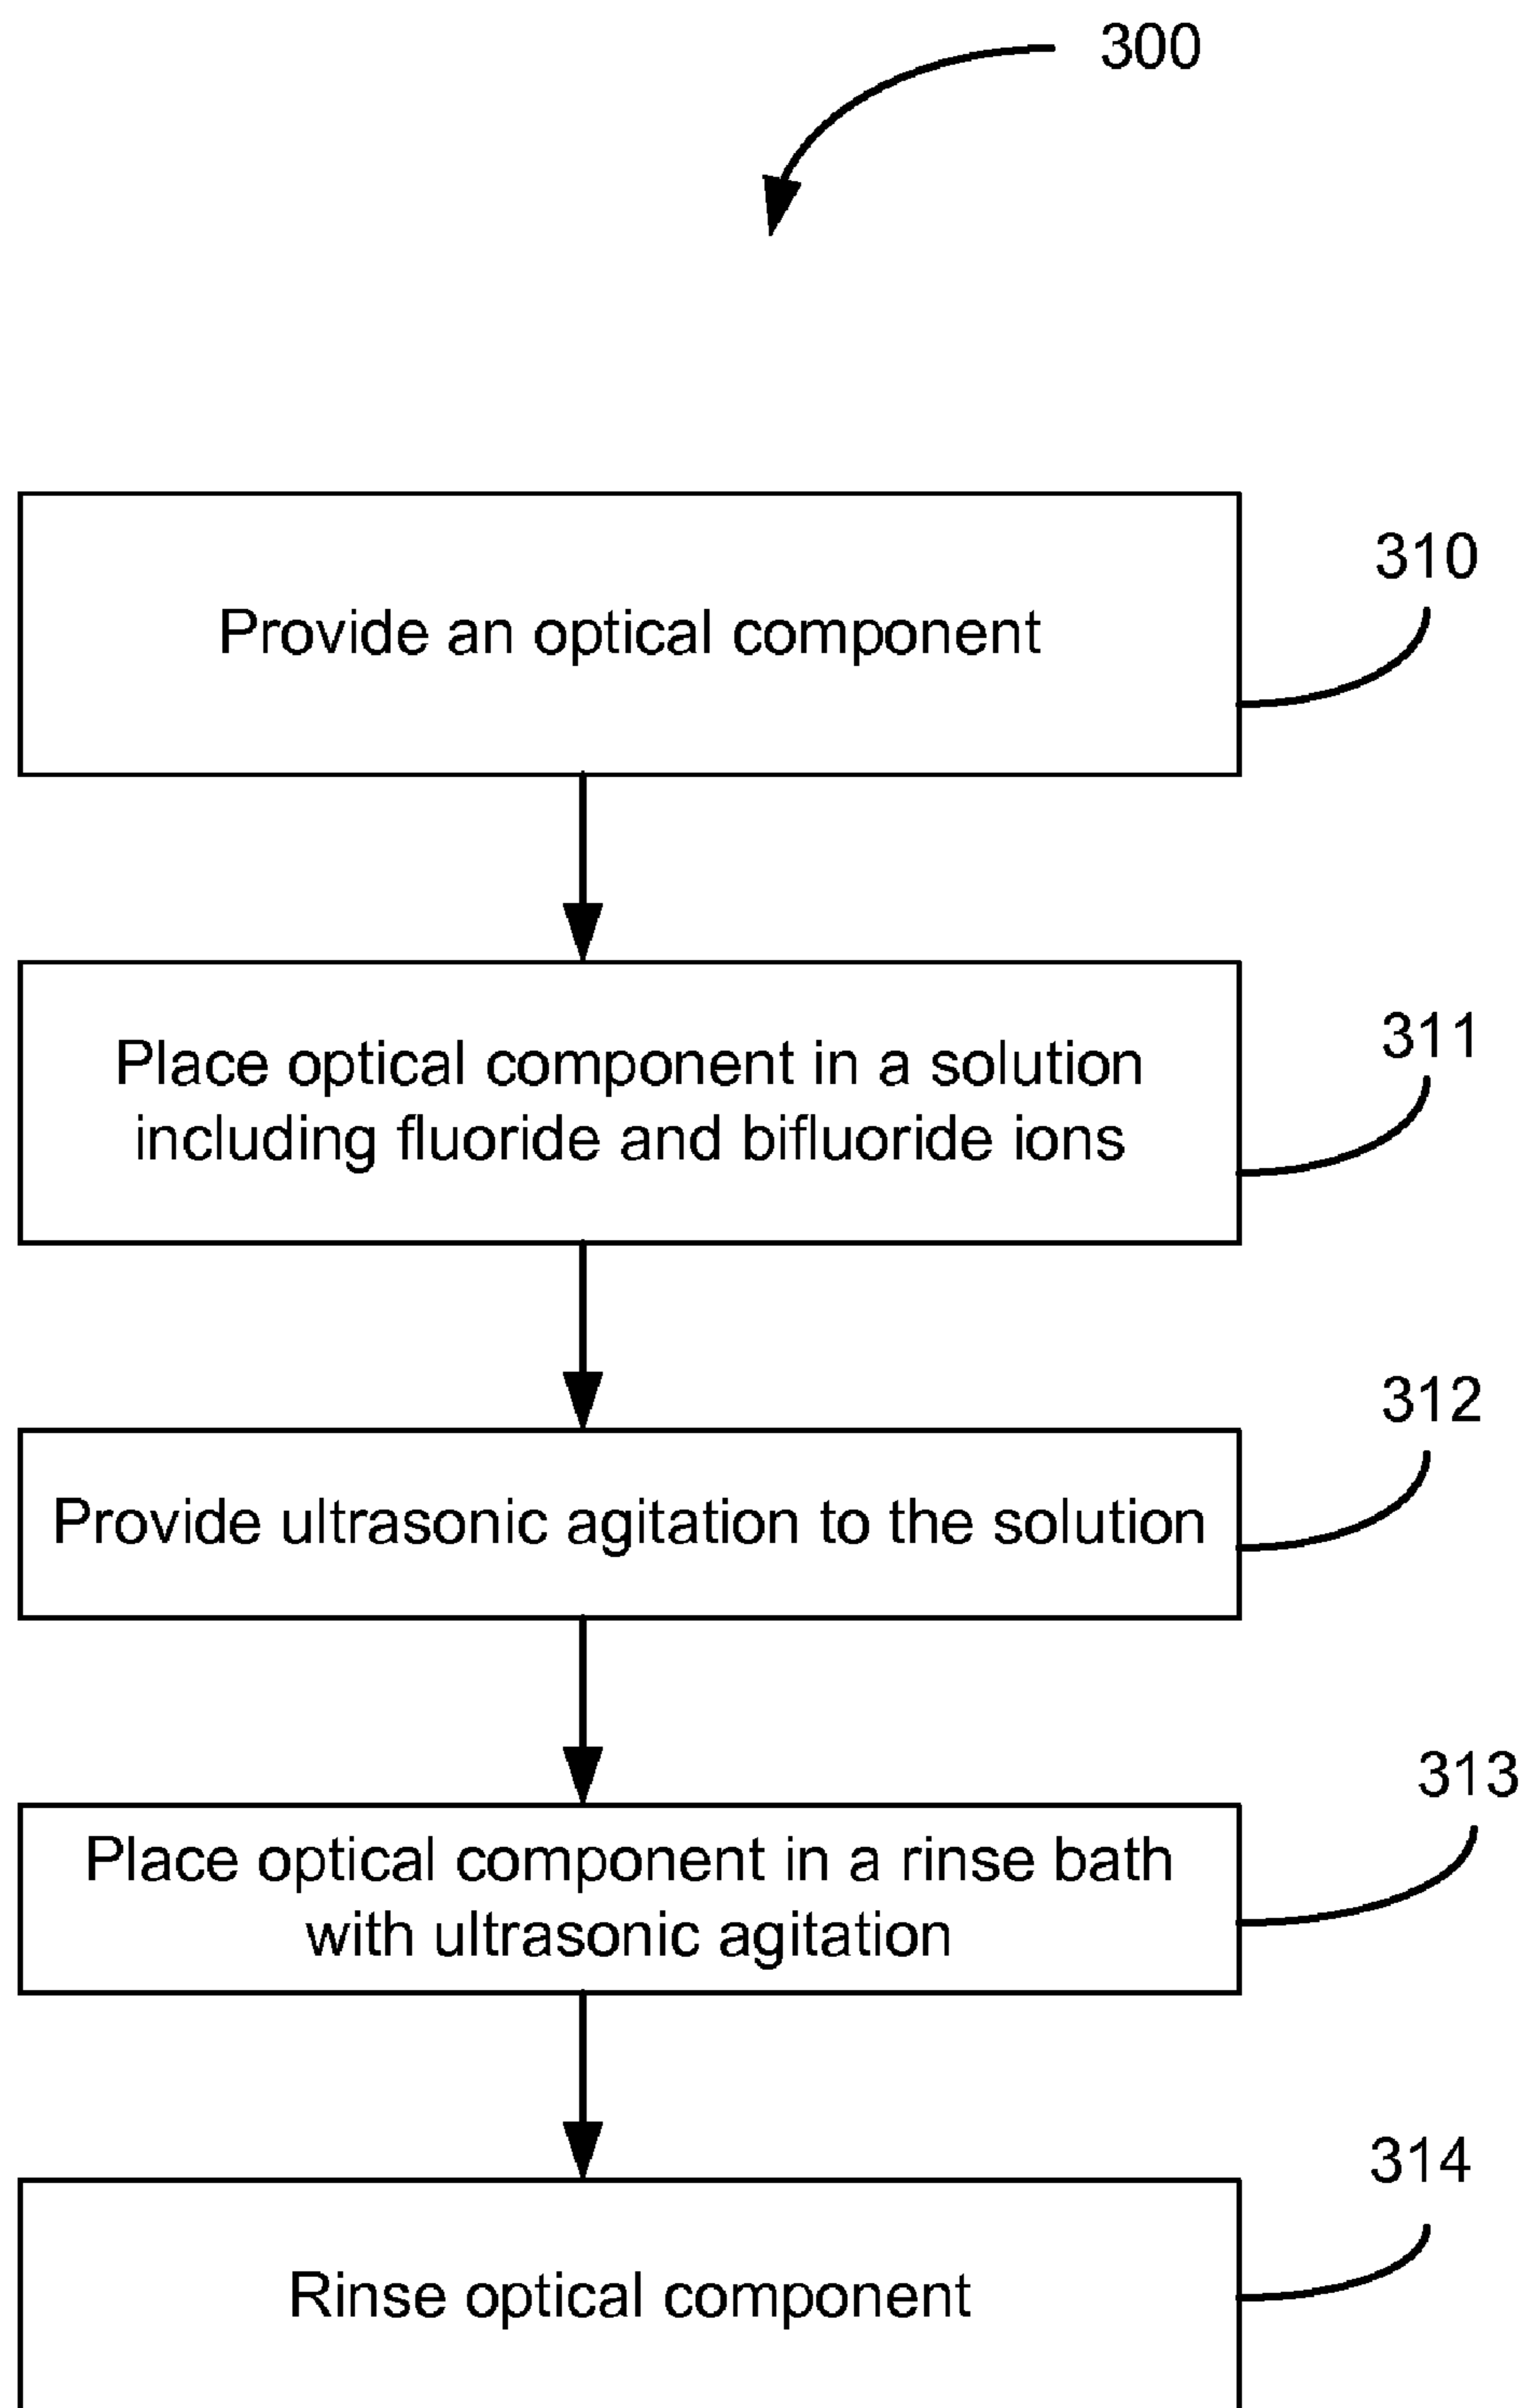 300
310
Provide an optical component
311
Place optical component in a solution
including fluoride and bifluoride ions
312
Provide ultrasonic agitation to the solution
313
Place optical component in a rinse bath
with ultrasonic agitation
314
Rinse optical component